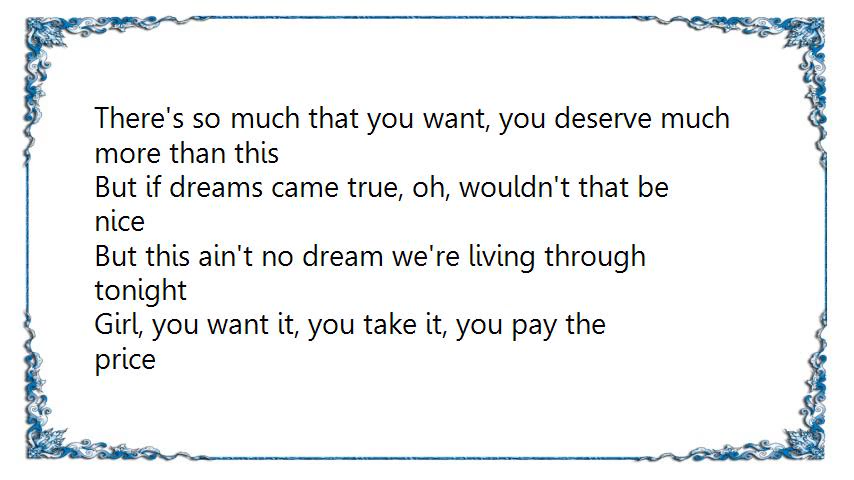 There's so much that you want, you deserve much
more than this
But if dreams came true, oh, wouldn't that be
nice
But this ain't no dream we're living through
tonight
Girl, you want it, you take it, you pay the
price